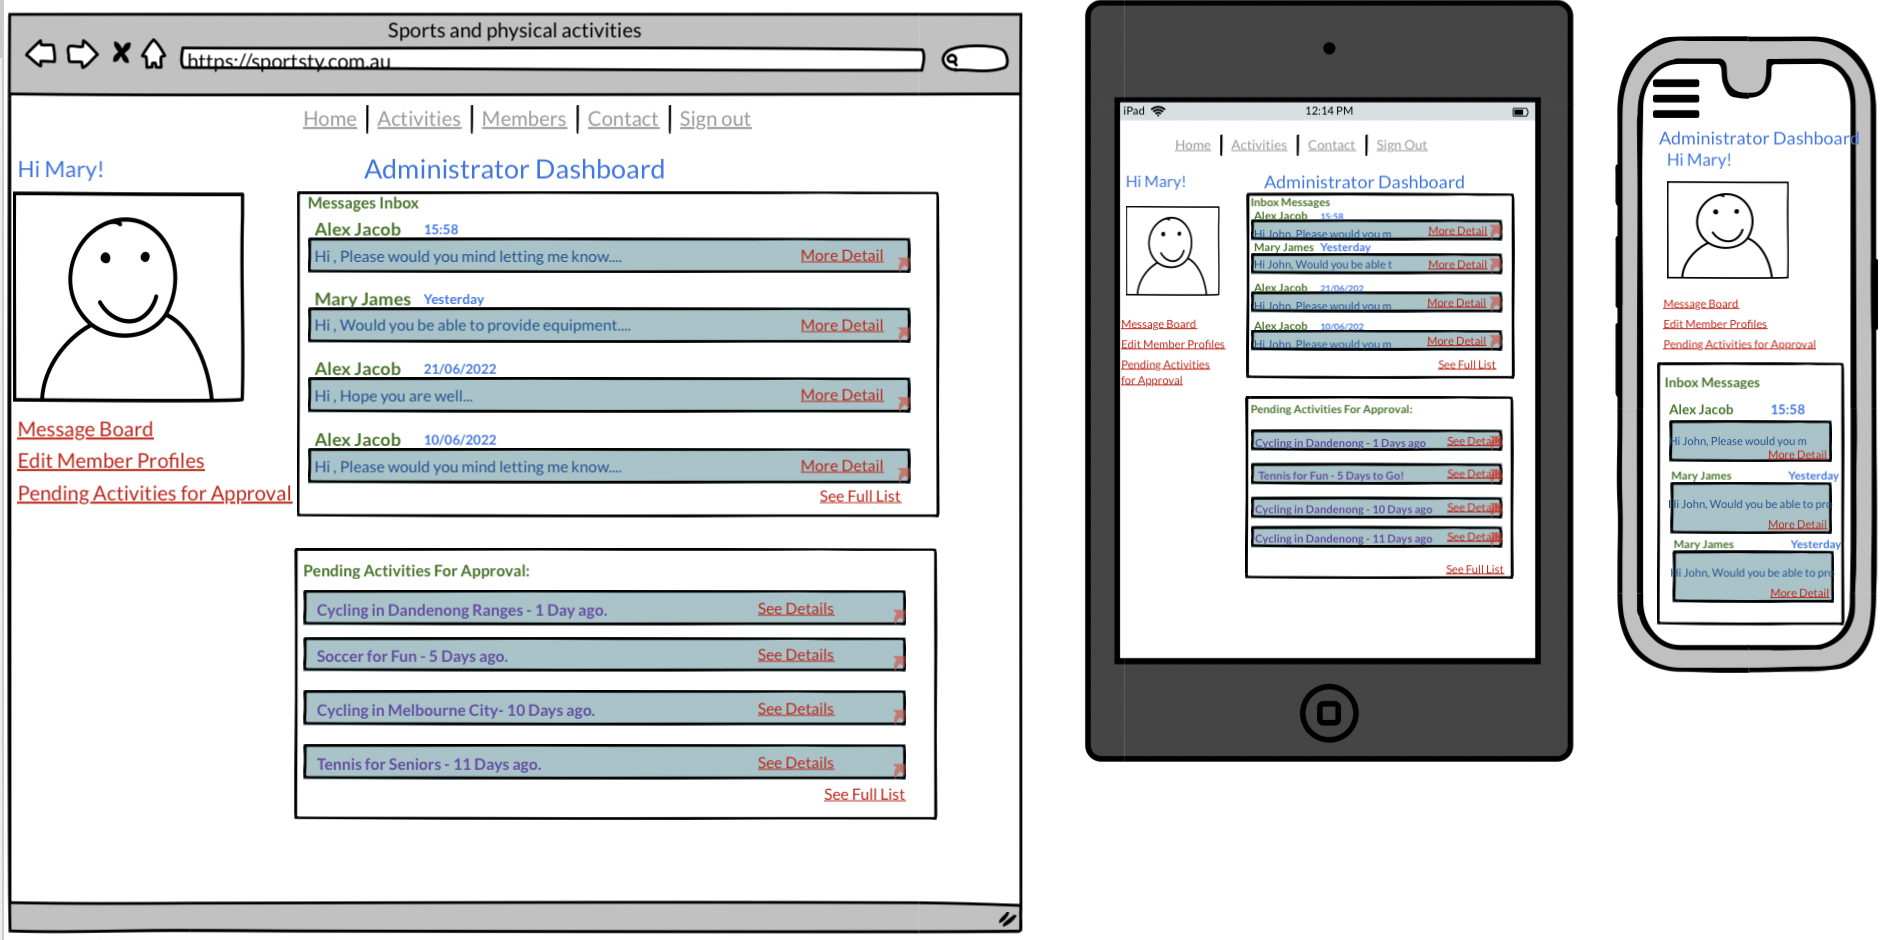 Sports and physical activities
https://sportsty.com.au
Home | Activities | Members | Contact | Sign out
Hi Mary!
Administrator Dashboard
Message Board
Edit Member Profiles
Pending Activities for Approval
Messages Inbox
Alex Jacob 15:58
Hi , Please would you mind letting me know.... More Detail
Mary James Yesterday
Hi , Would you be able to provide equipment.... More Detail
Alex Jacob 21/06/2022
Hi , Hope you are well... More Detail
Alex Jacob 10/06/2022
Hi , Please would you mind letting me know.... More Detail
See Full List
Pending Activities For Approval:
Cycling in Dandenong Ranges - 1 Day ago. See Details
Soccer for Fun - 5 Days ago. See Details
Cycling in Melbourne City- 10 Days ago. See Details
Tennis for Seniors - 11 Days ago. See Details
See Full List
iPad 12:14 PM
Home | Activities | Contact | Sign Out
Hi Mary!
Administrator Dashboard
Message Board
Edit Member Profiles
Pending Activities
for Approval
Inbox Messages
Alex Jacob 15:58
Hi John, Please would you m More Detail
Mary James Yesterday
Hi John, Would you be able t More Detail
Alex Jacob 21/06/202
Hi John, Please would you m More Detail
Alex Jacob 10/06/202
Hi John, Please would you m More Detail
See Full List
Pending Activities For Approval:
Cycling in Dandenong - 1 Days ago See Details
Tennis for Fun - 5 Days to Go! See Details
Cycling in Dandenong - 10 Days ago See Details
Cycling in Dandenong - 11 Days ago See Details
See Full List
Administrator Dashboard
Hi Mary!
Message Board
Edit Member Profiles
Pending Activities for Approval
Inbox Messages
Alex Jacob 15:58
Hi John, Please would you m
More Detail
Mary James Yesterday
Hi John, Would you be able to pro
More Detail
Mary James Yesterday
Hi John, Would you be able to pro
More Detail